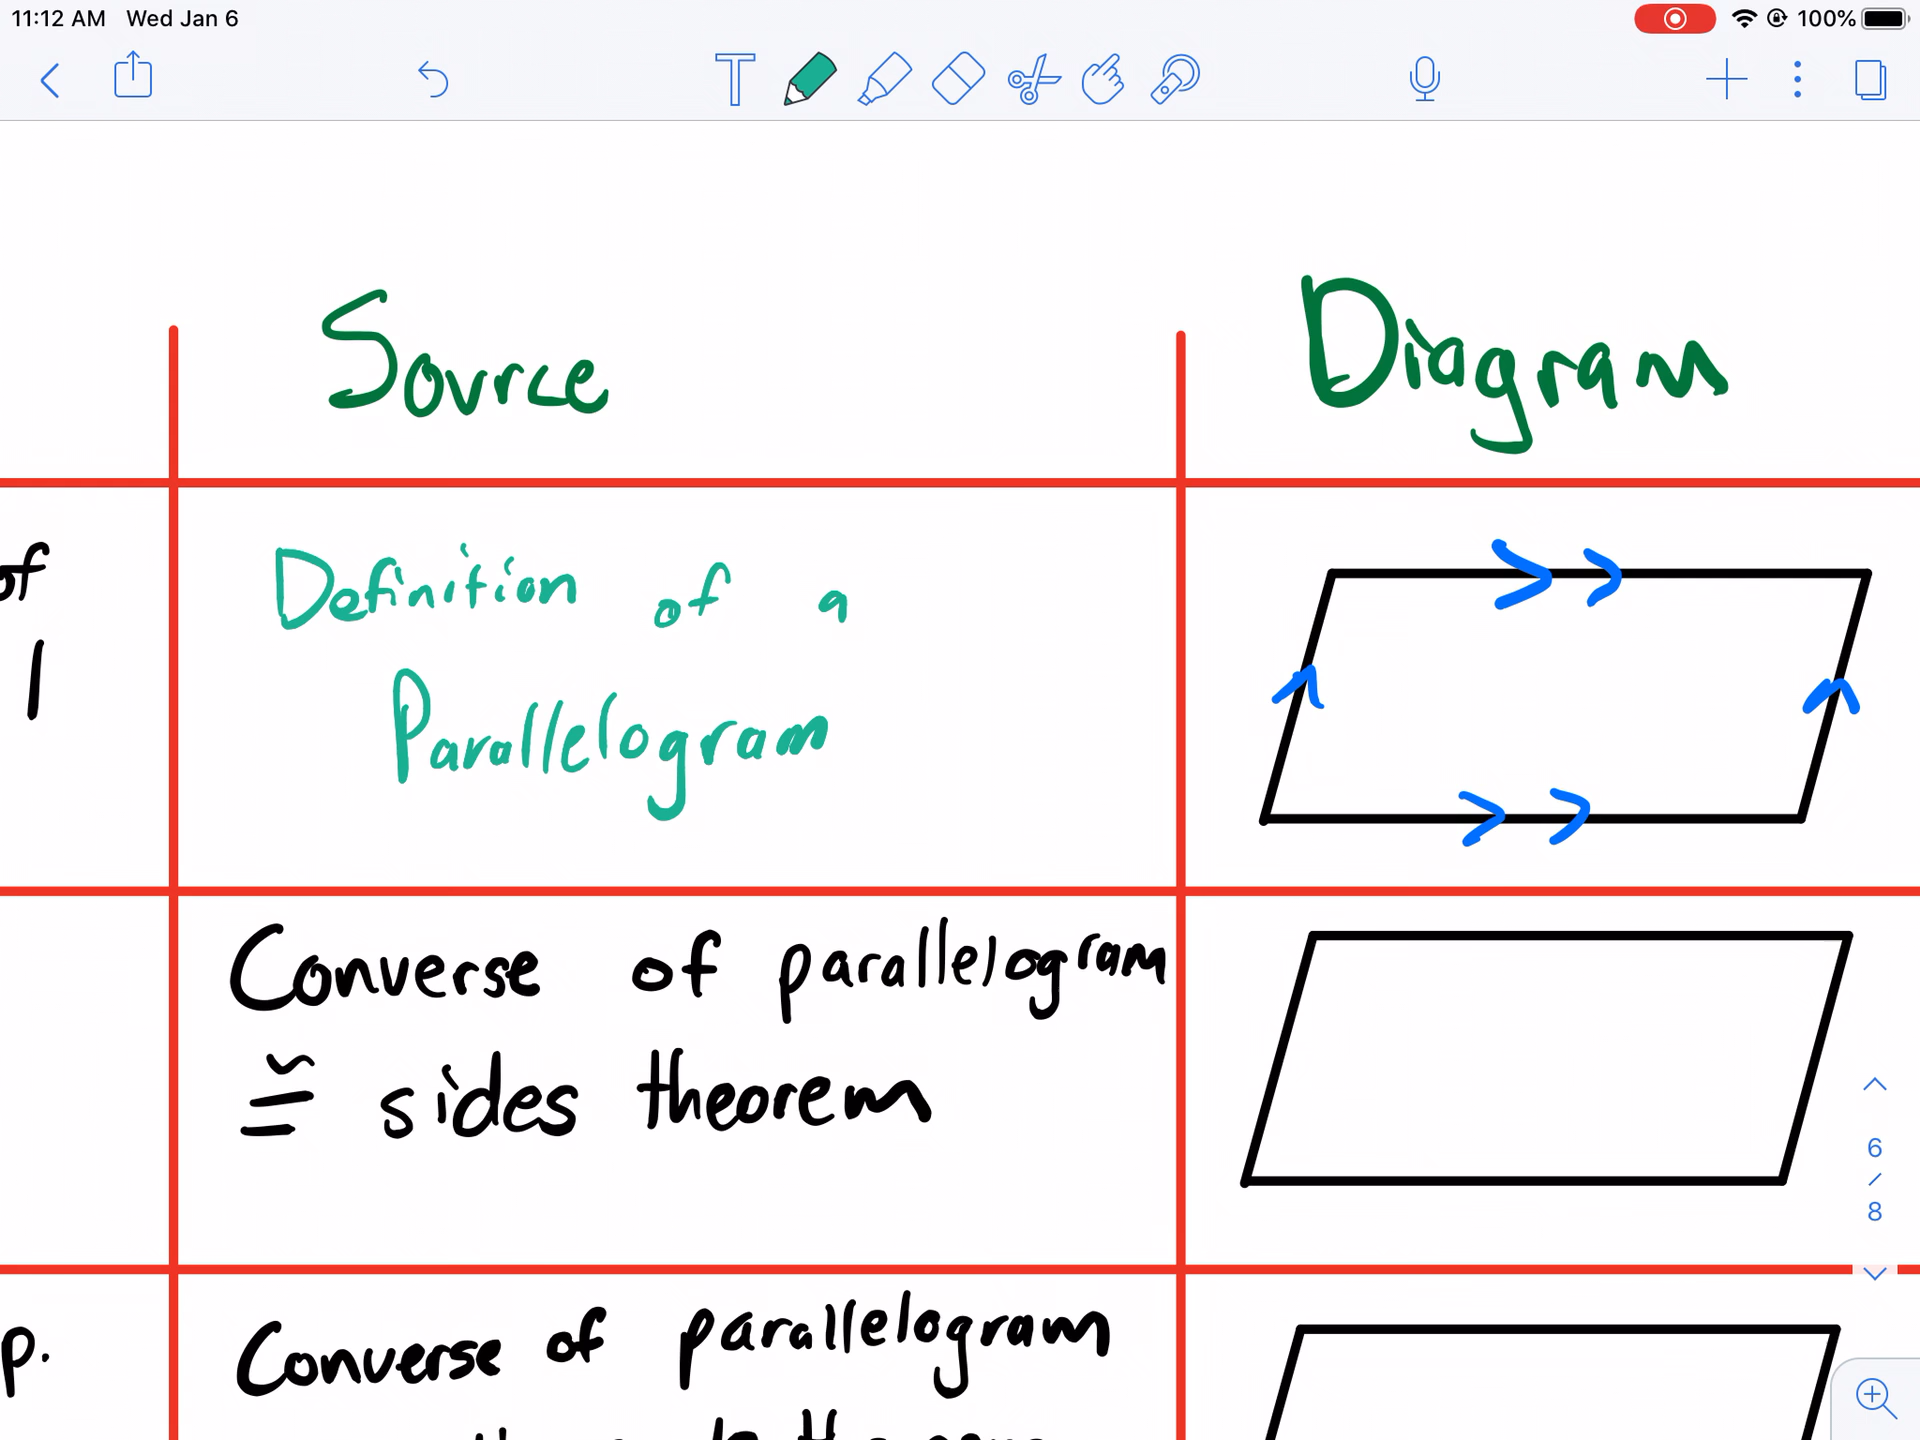 11:12 AM Wed Jan 6
100%
Source
Diagram
of
Definition of a
Parallelogram
Converse of parallelogram
≅ sides theorem
6
/
8
p.
Converse of parallelogram